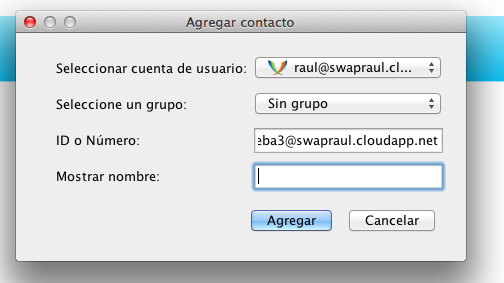 Agregar contacto
Seleccionar cuenta de usuario: raul@swapraul.cl...
Seleccione un grupo: Sin grupo
ID o Número: eba3@swapraul.cloudapp.net
Mostrar nombre:
Agregar Cancelar